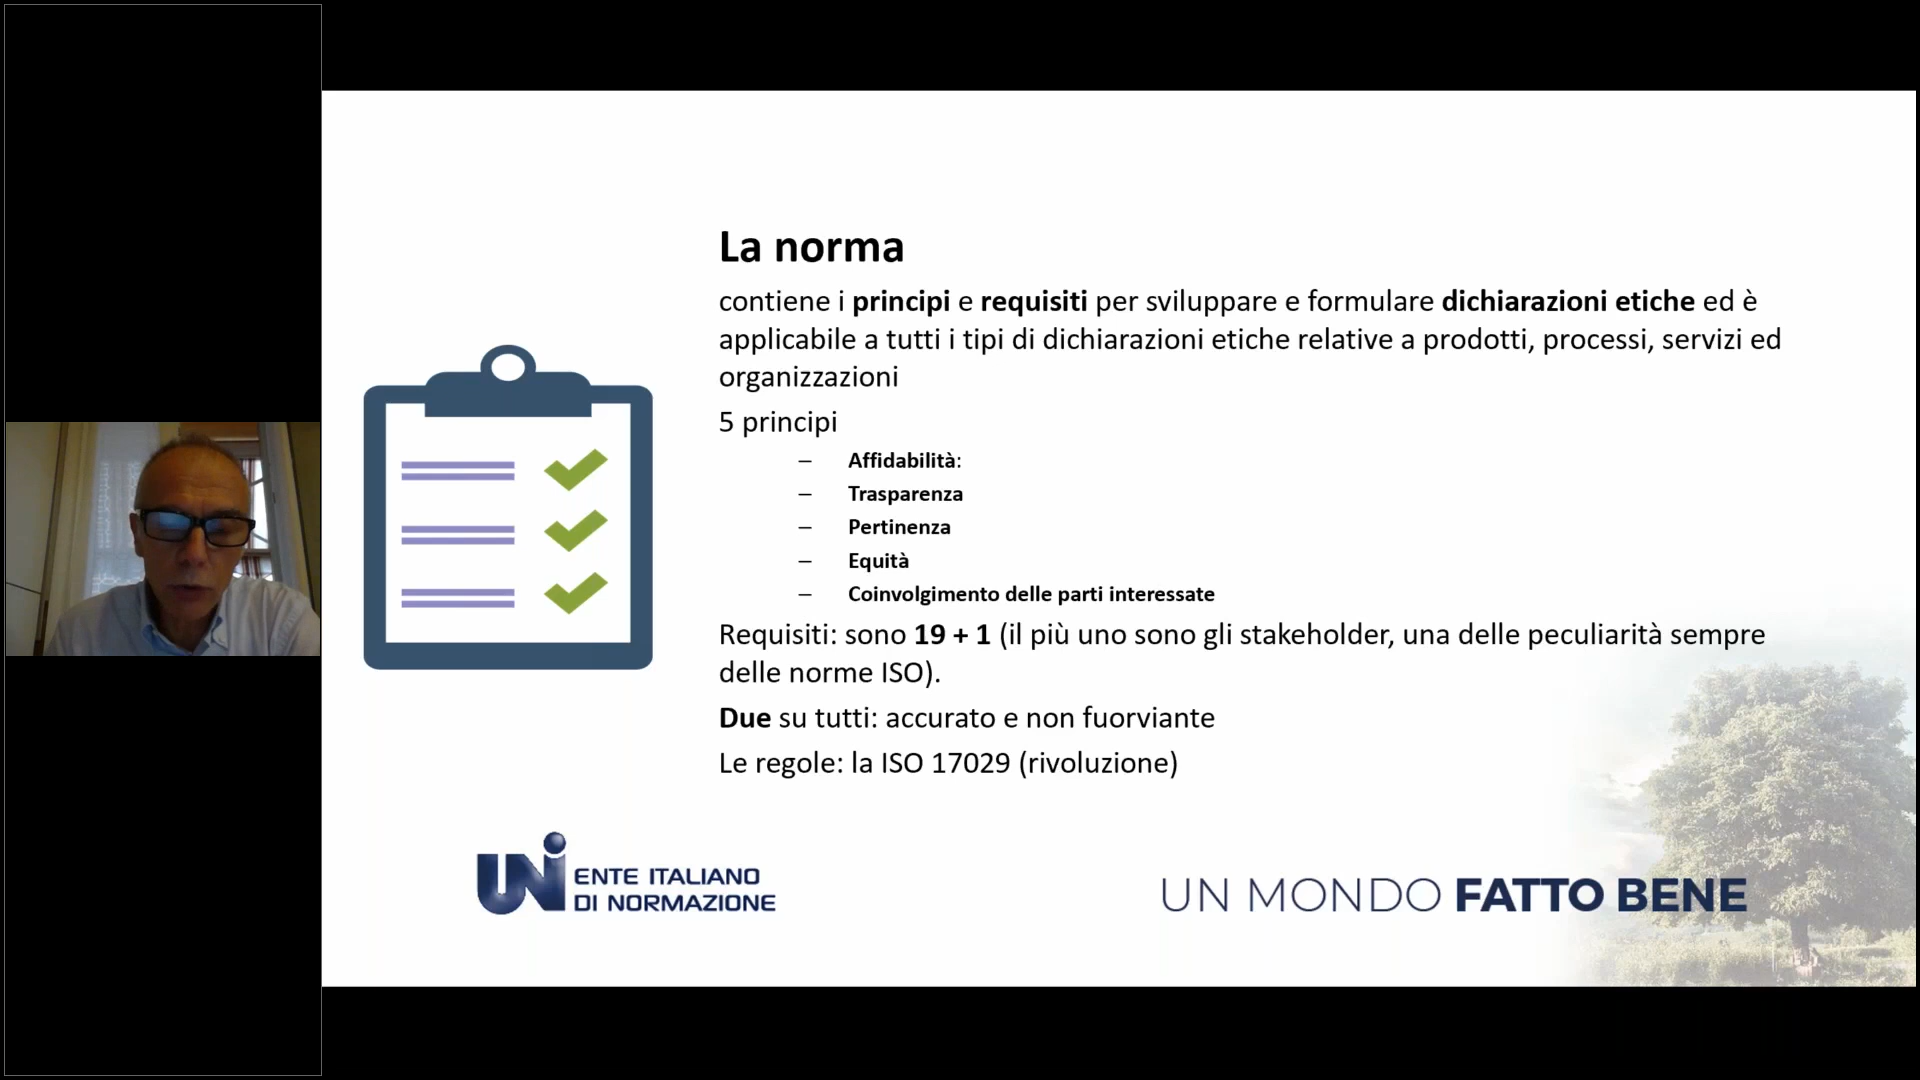 La norma
contiene i principi e requisiti per sviluppare e formulare dichiarazioni etiche ed è
applicabile a tutti i tipi di dichiarazioni etiche relative a prodotti, processi, servizi ed
organizzazioni
5 principi
– Affidabilità:
– Trasparenza
– Pertinenza
– Equità
– Coinvolgimento delle parti interessate
Requisiti: sono 19 + 1 (il più uno sono gli stakeholder, una delle peculiarità sempre
delle norme ISO).
Due su tutti: accurato e non fuorviante
Le regole: la ISO 17029 (rivoluzione)
UNI ENTE ITALIANO
DI NORMAZIONE
UN MONDO FATTO BENE